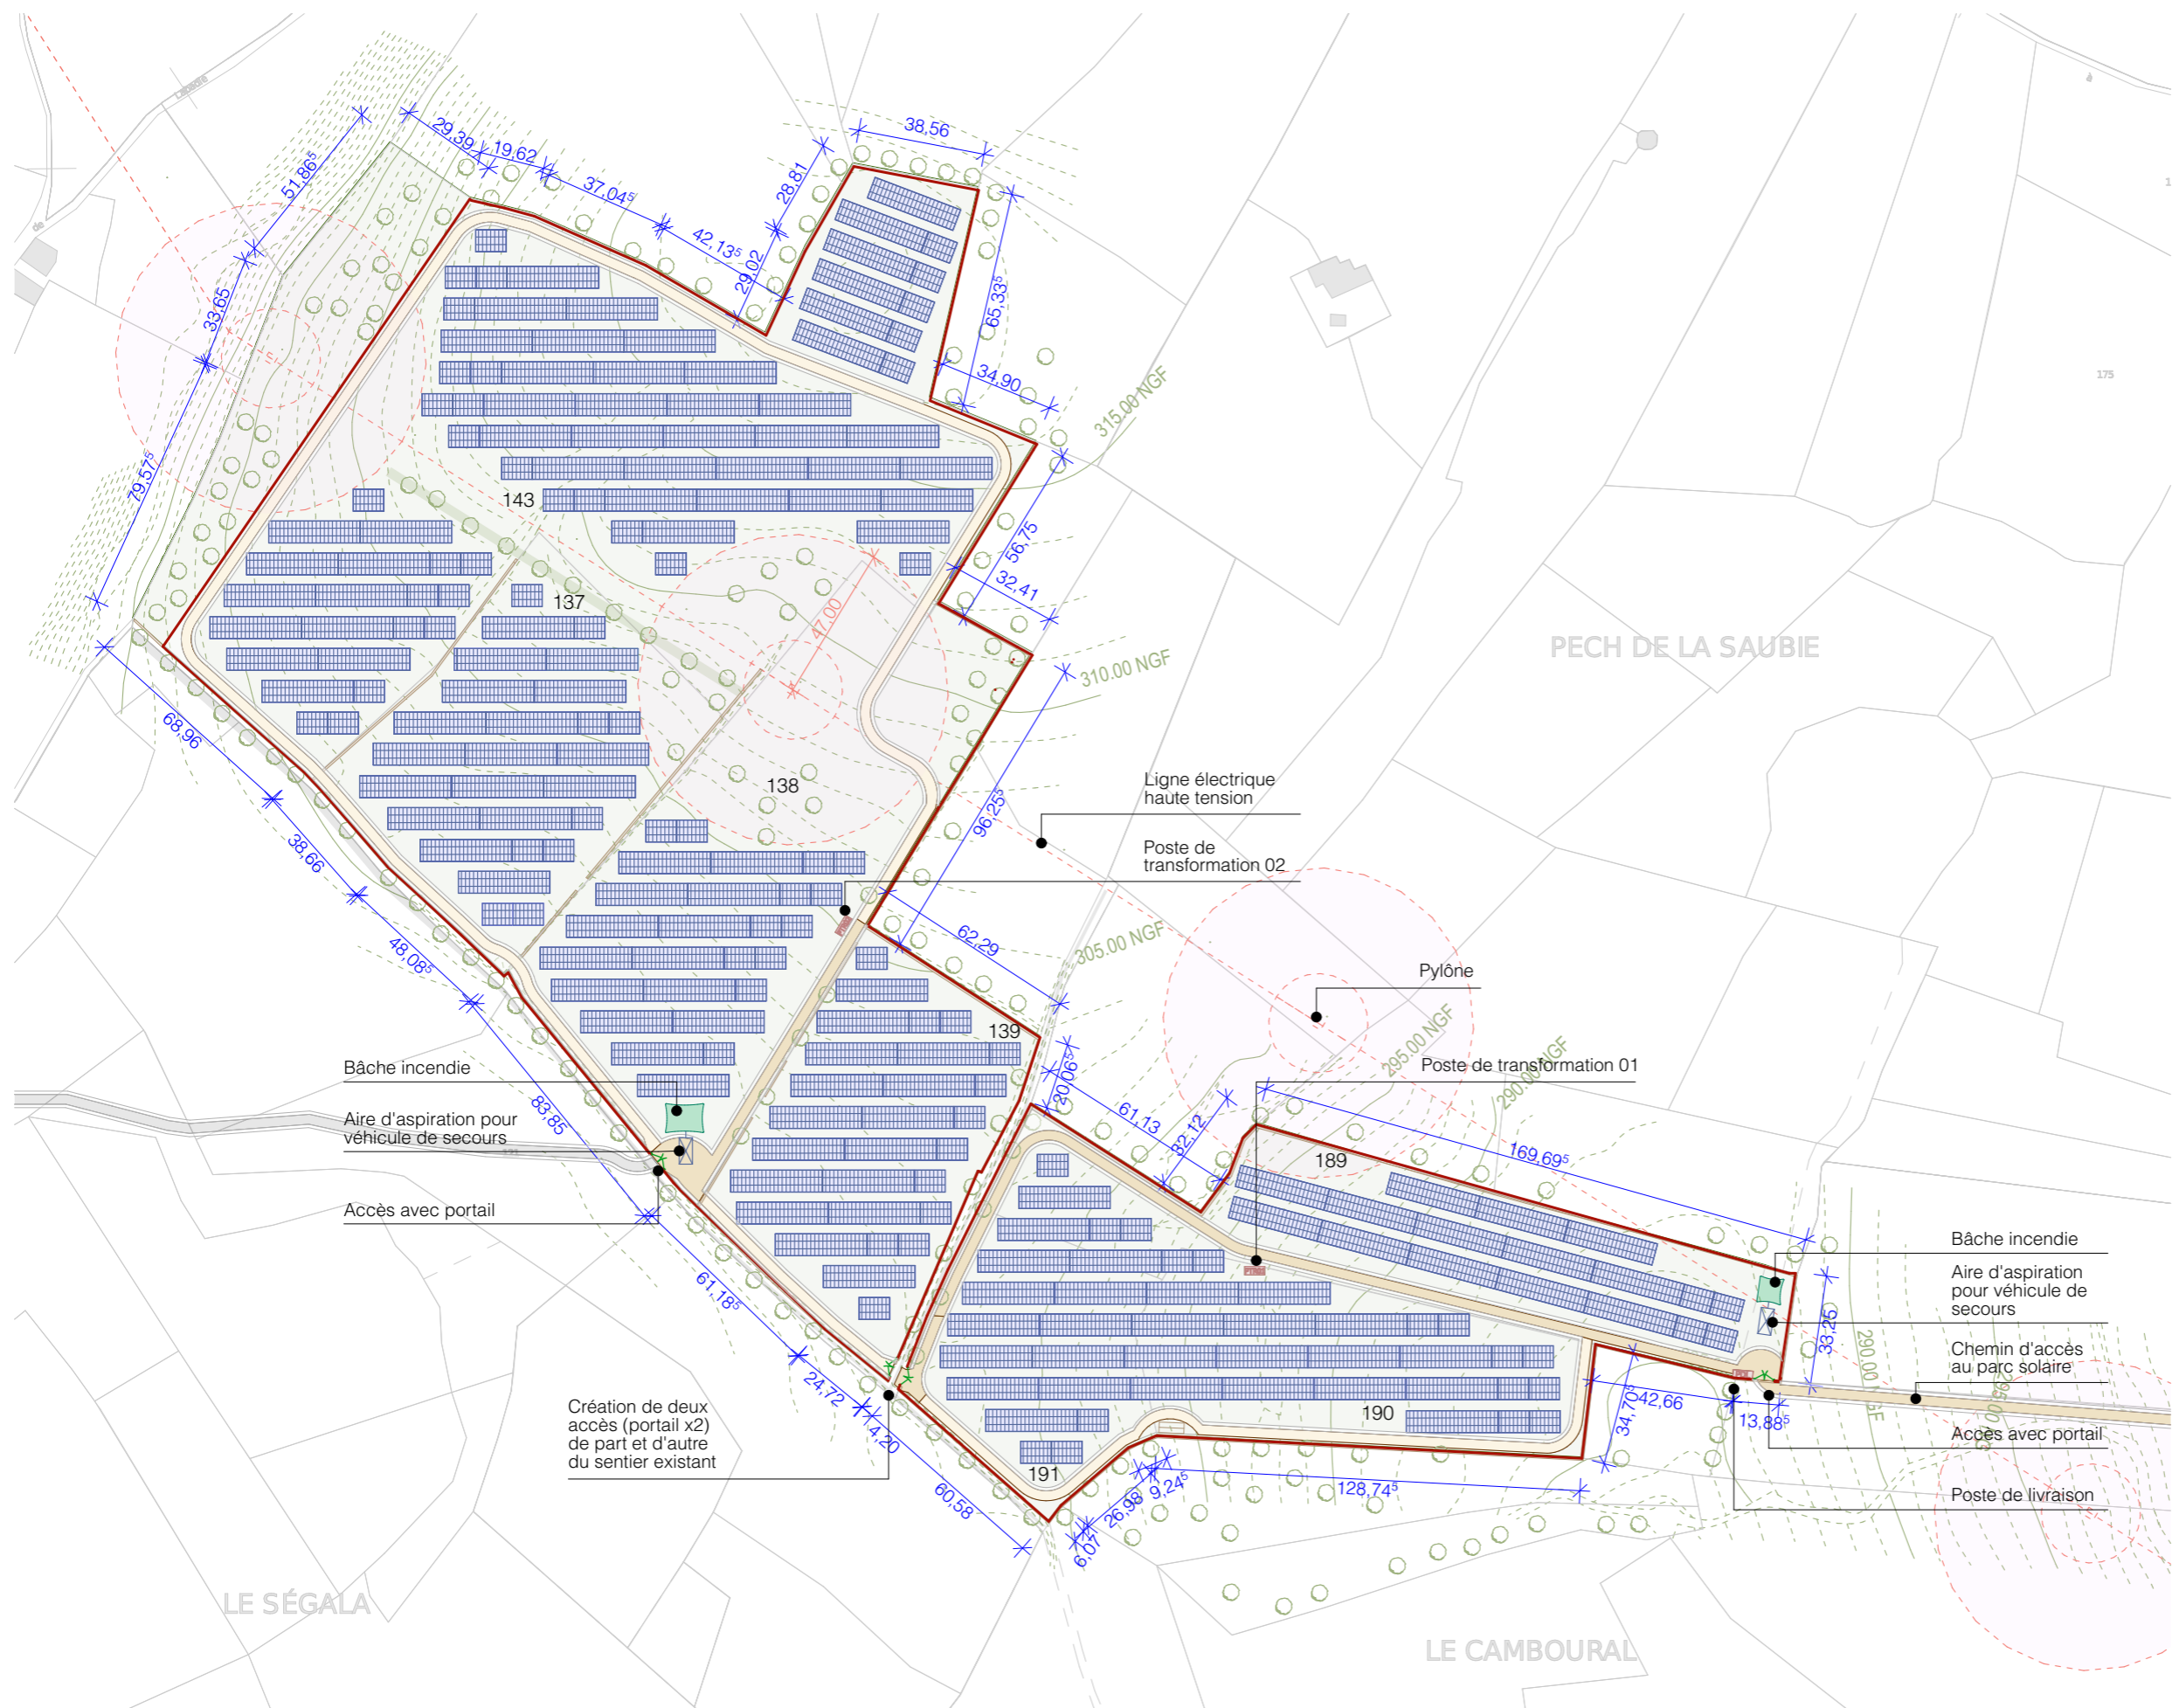 Labadie
de
51,86⁵
29,39
19,62
37,04⁵
42,13⁵
28,81
29,02
38,56
65,33⁵
34,90
315.00 NGF
33,65
79,57⁵
175
143
137
56,75
32,41
47,00
PECH DE LA SAUBIE
310.00 NGF
68,96
138
Ligne électrique
haute tension
96,25⁵
38,66
Poste de
transformation 02
62,29
305.00 NGF
48,08⁵
Pylône
139
295.00 NGF
290.00 NGF
Bâche incendie
Poste de transformation 01
20,06⁵
61,13
32,12
83,85
Aire d'aspiration pour
véhicule de secours
189
169,69⁵
Accès avec portail
Bâche incendie
Aire d'aspiration
pour véhicule de
secours
33,25
290.00 NGF
61,18⁵
Chemin d'accès
au parc solaire
24,72
14,20
Création de deux
accès (portail x2)
de part et d'autre
du sentier existant
190
34,70⁵
42,66
13,88⁵
Accès avec portail
191
60,58
26,98
9,24⁵
6,07
128,74⁵
Poste de livraison
LE SÉGALA
LE CAMBOURAL